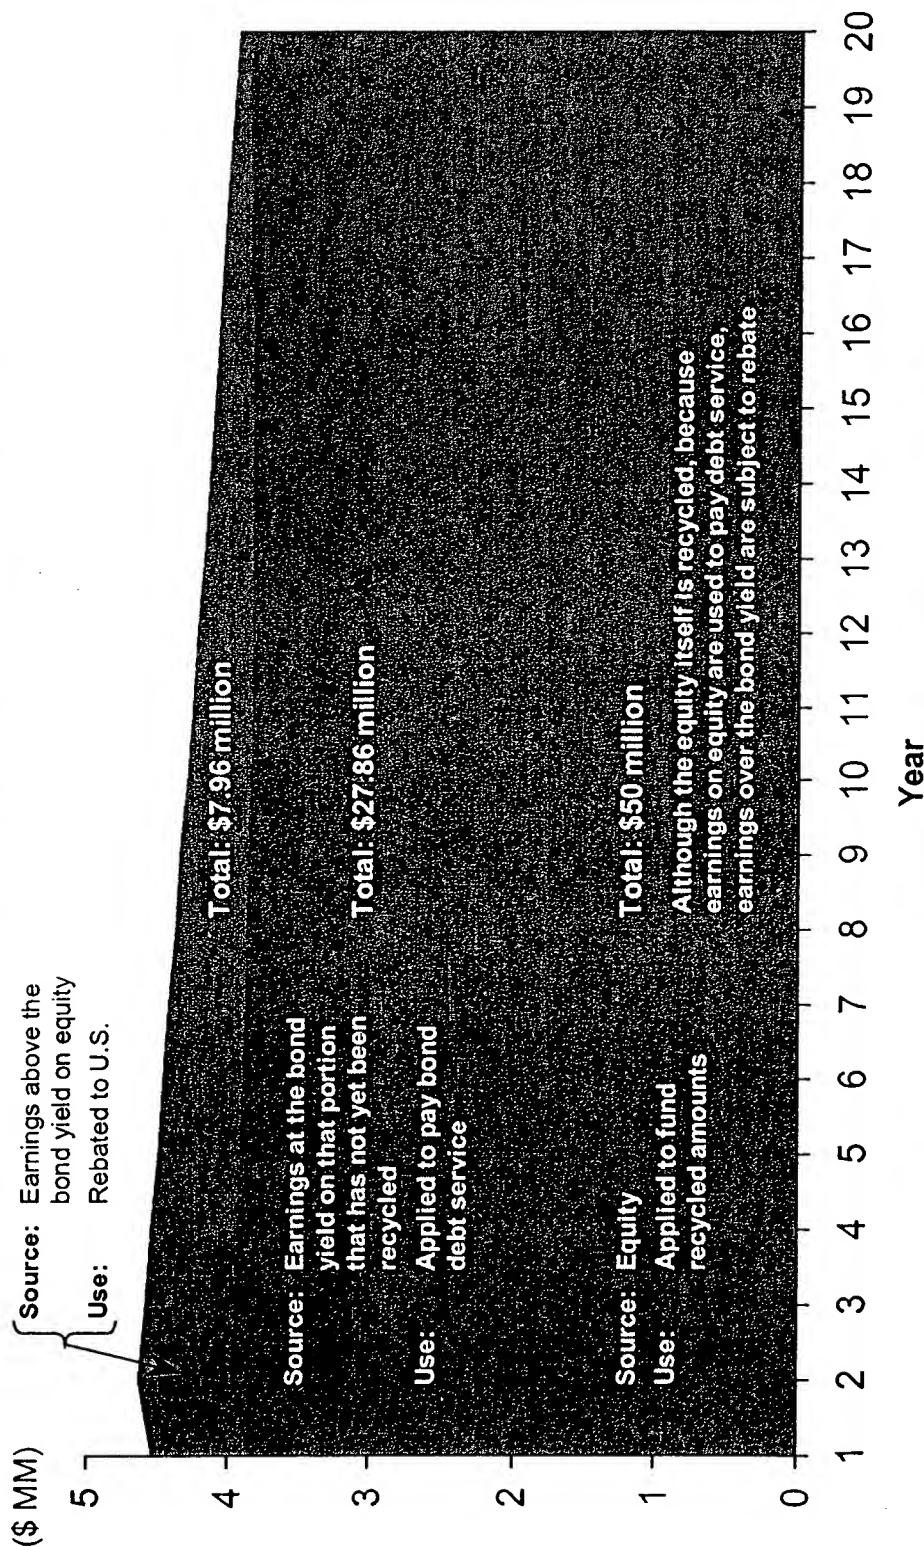 ($ MM)
Source: Earnings above the
bond yield on equity
Use: Rebated to U.S.
5
4
3
2
1
0
Total: $7.96 million
Source: Earnings at the bond
yield on that portion
that has not yet been
recycled
Use: Applied to pay bond
debt service
Total: $27.86 million
Source: Equity
Use: Applied to fund
recycled amounts
Total: $50 million
Although the equity itself is recycled, because
earnings on equity are used to pay debt service,
earnings over the bond yield are subject to rebate
1 2 3 4 5 6 7 8 9 10 11 12 13 14 15 16 17 18 19 20
Year